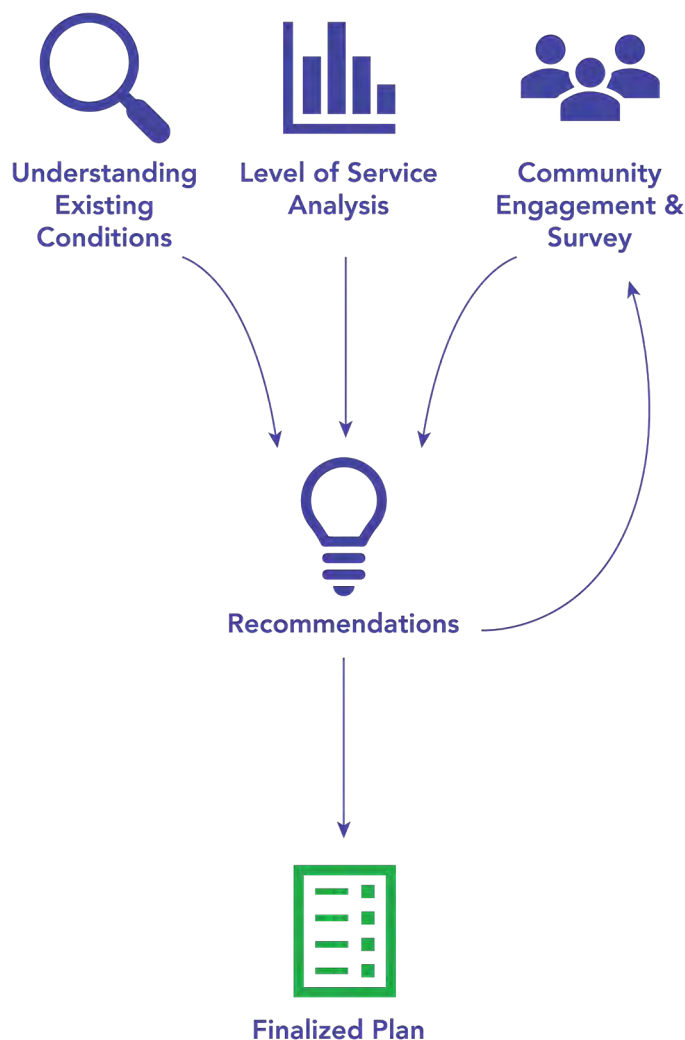 Understanding
Existing
Conditions
Level of Service
Analysis
Community
Engagement &
Survey
Recommendations
Finalized Plan